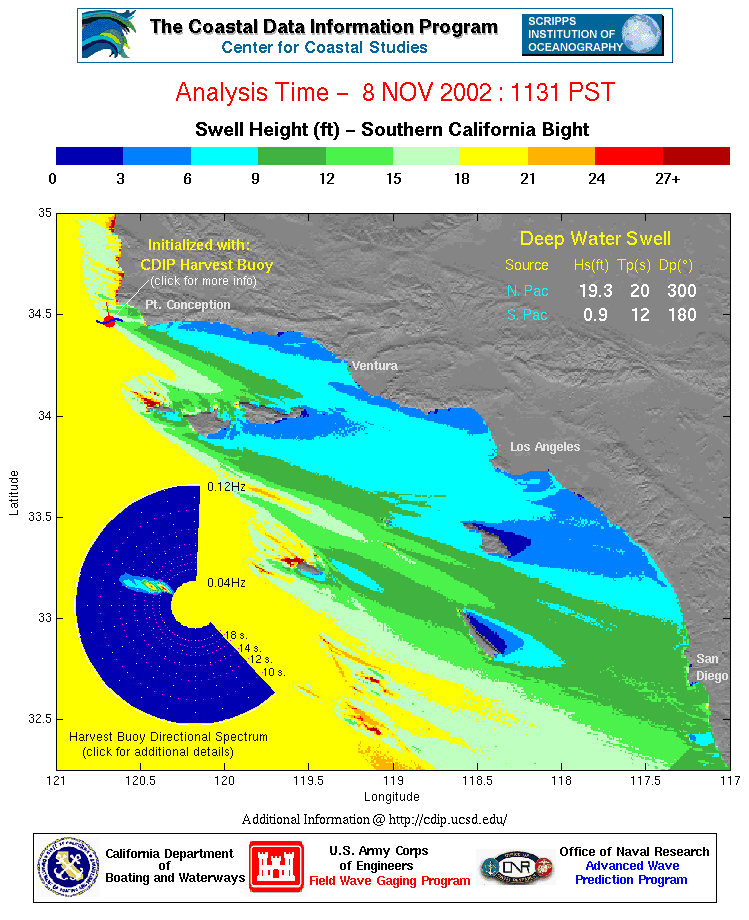 The Coastal Data Information Program
Center for Coastal Studies
SCRIPPS
INSTITUTION OF
OCEANOGRAPHY
Analysis Time – 8 NOV 2002 : 1131 PST
Swell Height (ft) – Southern California Bight
0 3 6 9 12 15 18 21 24 27+
Initialized with:
CDIP Harvest Buoy
(click for more info)
Pt. Conception
Deep Water Swell
Source Hs(ft) Tp(s) Dp(°)
N. Pac 19.3 20 300
S. Pac 0.9 12 180
Ventura
Los Angeles
San
Diego
0.12Hz
0.04Hz
18 s.
14 s.
12 s.
10 s.
Harvest Buoy Directional Spectrum
(click for additional details)
Latitude
35
34.5
34
33.5
33
32.5
121 120.5 120 119.5 119 118.5 118 117.5 117
Longitude
Additional Information @ http://cdip.ucsd.edu/
California Department
of
Boating and Waterways
U.S. Army Corps
of Engineers
Field Wave Gaging Program
ONR
Office of Naval Research
Advanced Wave
Prediction Program